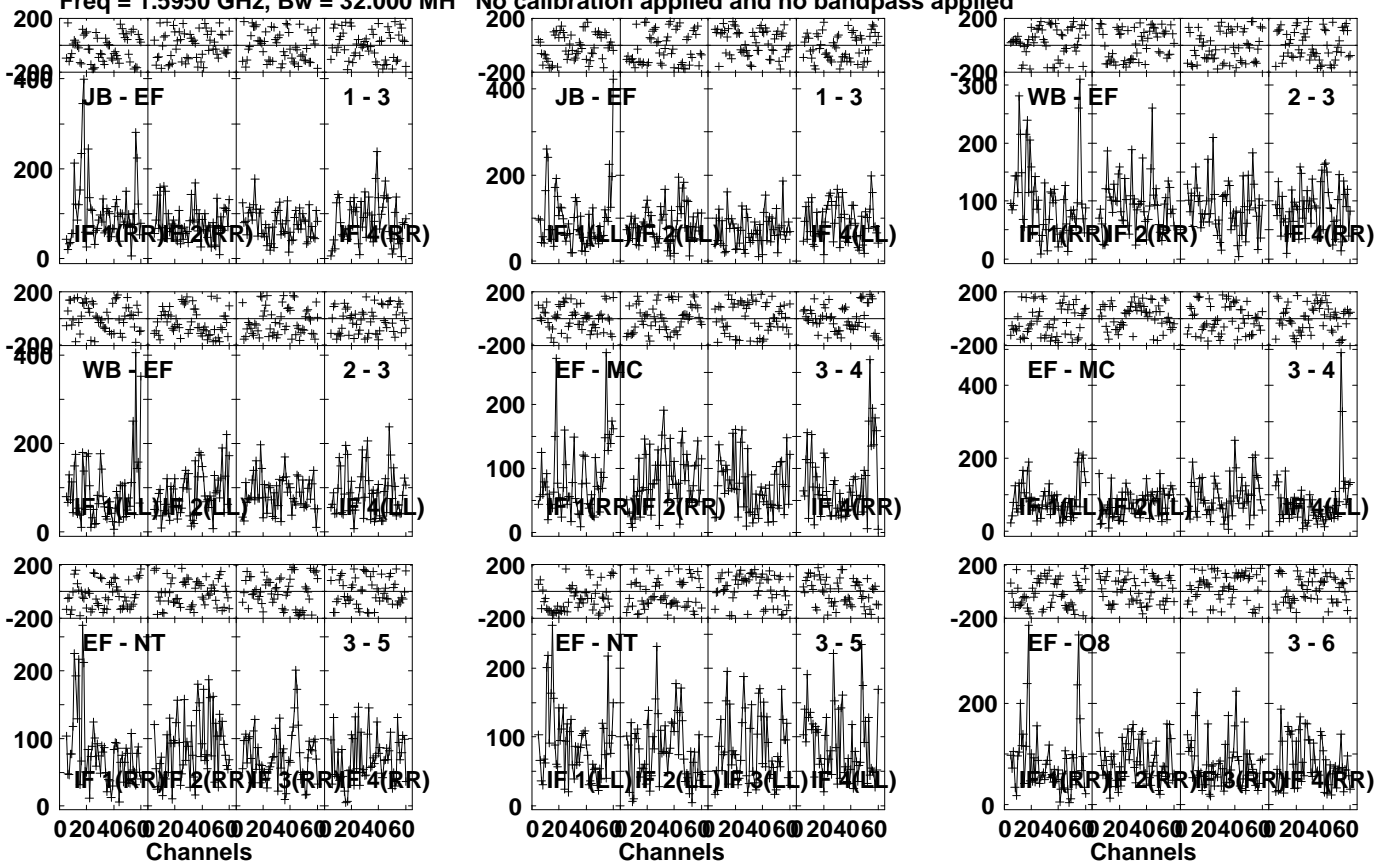 Freq = 1.5950 GHz, Bw = 32.000 MH No calibration applied and no bandpass applied
200
-200
400
200
0
JB - EF 1 - 3
IF 1(RR) IF 2(RR) IF 4(RR)
200
-200
400
200
0
JB - EF 1 - 3
IF 1(LL) IF 2(LL) IF 4(LL)
200
-200
300
200
100
0
WB - EF 2 - 3
IF 1(RR) IF 2(RR) IF 4(RR)
200
-200
400
200
0
WB - EF 2 - 3
IF 1(LL) IF 2(LL) IF 4(LL)
200
-200
200
100
0
EF - MC 3 - 4
IF 1(RR) IF 2(RR) IF 4(RR)
200
-200
400
200
0
EF - MC 3 - 4
IF 1(LL) IF 2(LL) IF 4(LL)
200
-200
200
100
0
EF - NT 3 - 5
IF 1(RR) IF 2(RR) IF 3(RR) IF 4(RR)
0 20 40 60 0 20 40 60 0 20 40 60 0 20 40 60
Channels
200
-200
200
100
0
EF - NT 3 - 5
IF 1(LL) IF 2(LL) IF 3(LL) IF 4(LL)
0 20 40 60 0 20 40 60 0 20 40 60 0 20 40 60
Channels
200
-200
200
0
EF - O8 3 - 6
IF 1(RR) IF 2(RR) IF 3(RR) IF 4(RR)
0 20 40 60 0 20 40 60 0 20 40 60 0 20 40 60
Channels